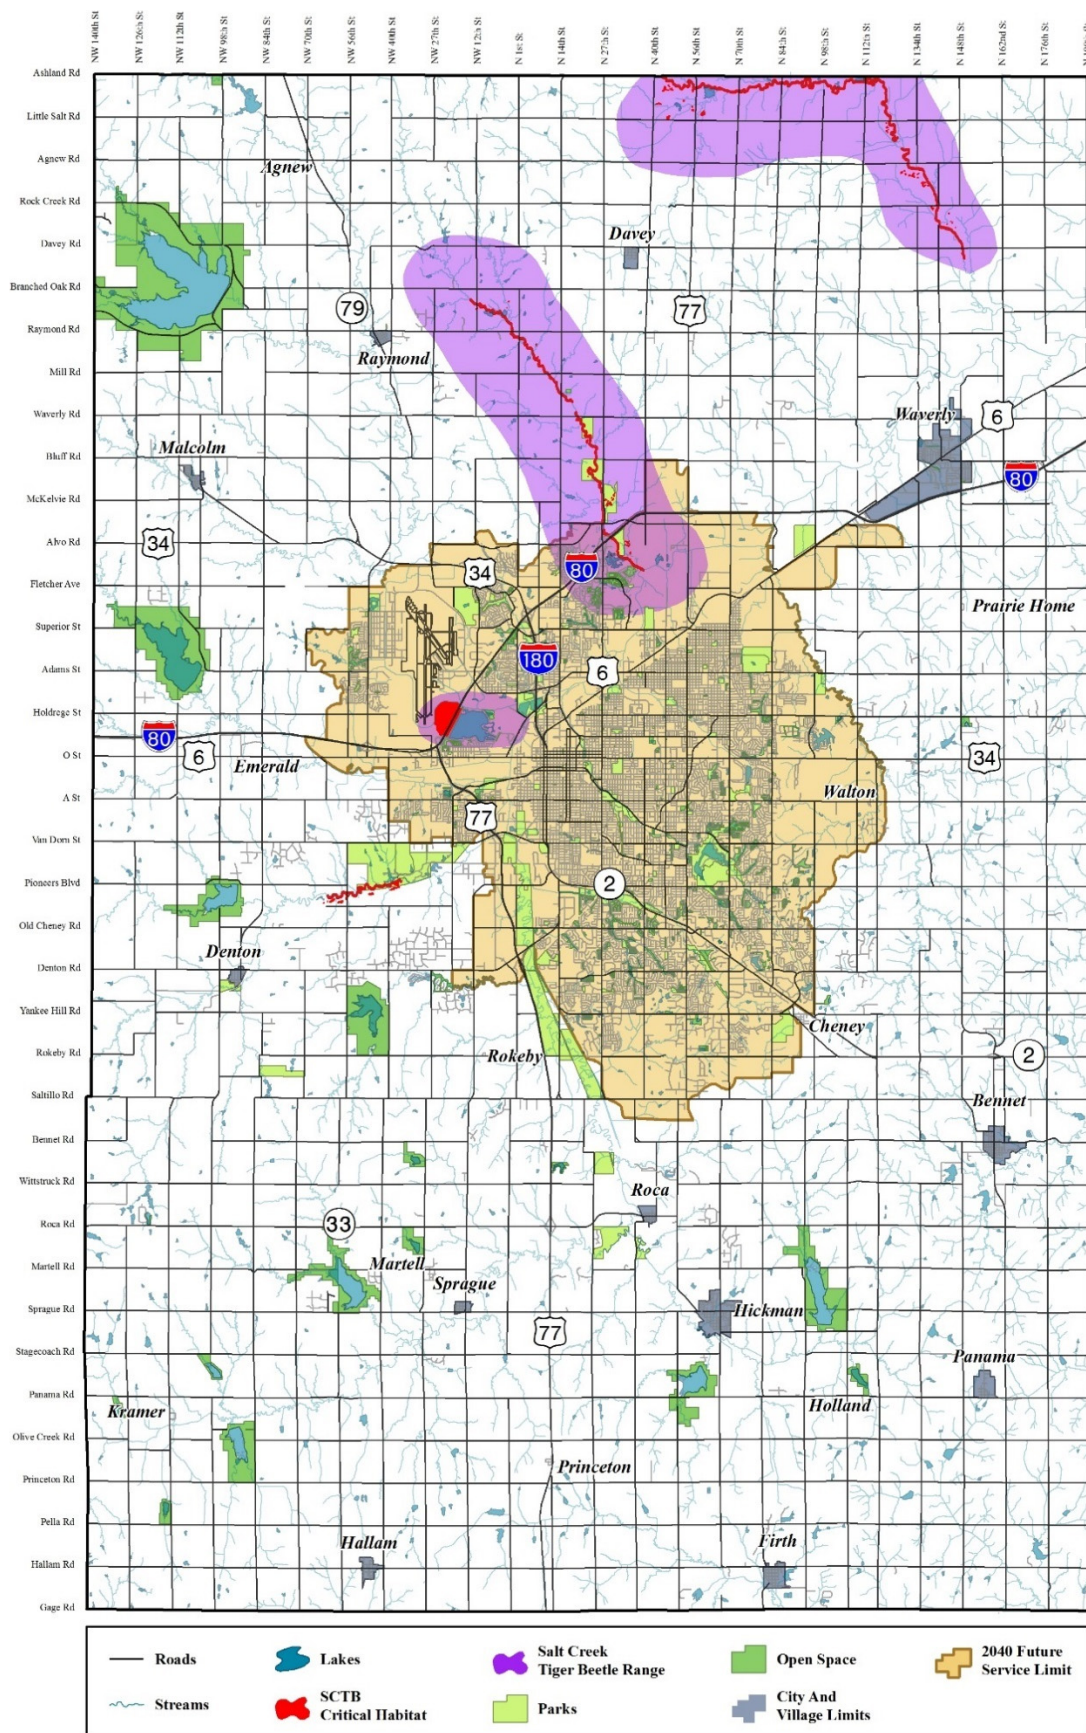 NW 140th St
NW 126th St
NW 112th St
NW 98th St
NW 84th St
NW 70th St
NW 56th St
NW 40th St
NW 27th St
NW 12th St
N 1st St
N 14th St
N 27th St
N 40th St
N 56th St
N 70th St
N 84th St
N 98th St
N 112th St
N 134th St
N 148th St
N 162nd St
N 176th St
Ashland Rd
Little Salt Rd
Agnew Rd
Agnew
Rock Creek Rd
Davey Rd
Davey
Branched Oak Rd
79
77
Raymond Rd
Raymond
Mill Rd
Waverly Rd
Waverly
6
Bluff Rd
Malcolm
80
McKelvie Rd
Alvo Rd
34
34
80
Fletcher Ave
Prairie Home
Superior St
180
6
Adams St
Holdrege St
80
6
34
O St
Emerald
A St
Walton
77
Van Dorn St
Pioneers Blvd
2
Old Cheney Rd
Denton
Denton Rd
Yankee Hill Rd
Cheney
Rokeby Rd
Rokeby
2
Saltillo Rd
Bennet
Bennet Rd
Wittstruck Rd
Roca
Roca Rd
33
Martell Rd
Martell
Sprague
Sprague Rd
Hickman
77
Stagecoach Rd
Panama
Panama Rd
Kramer
Holland
Olive Creek Rd
Princeton
Princeton Rd
Pella Rd
Hallam
Firth
Hallam Rd
Gage Rd
Roads
Lakes
Salt Creek
Tiger Beetle Range
Open Space
2040 Future
Service Limit
Streams
SCTB
Critical Habitat
Parks
City And
Village Limits